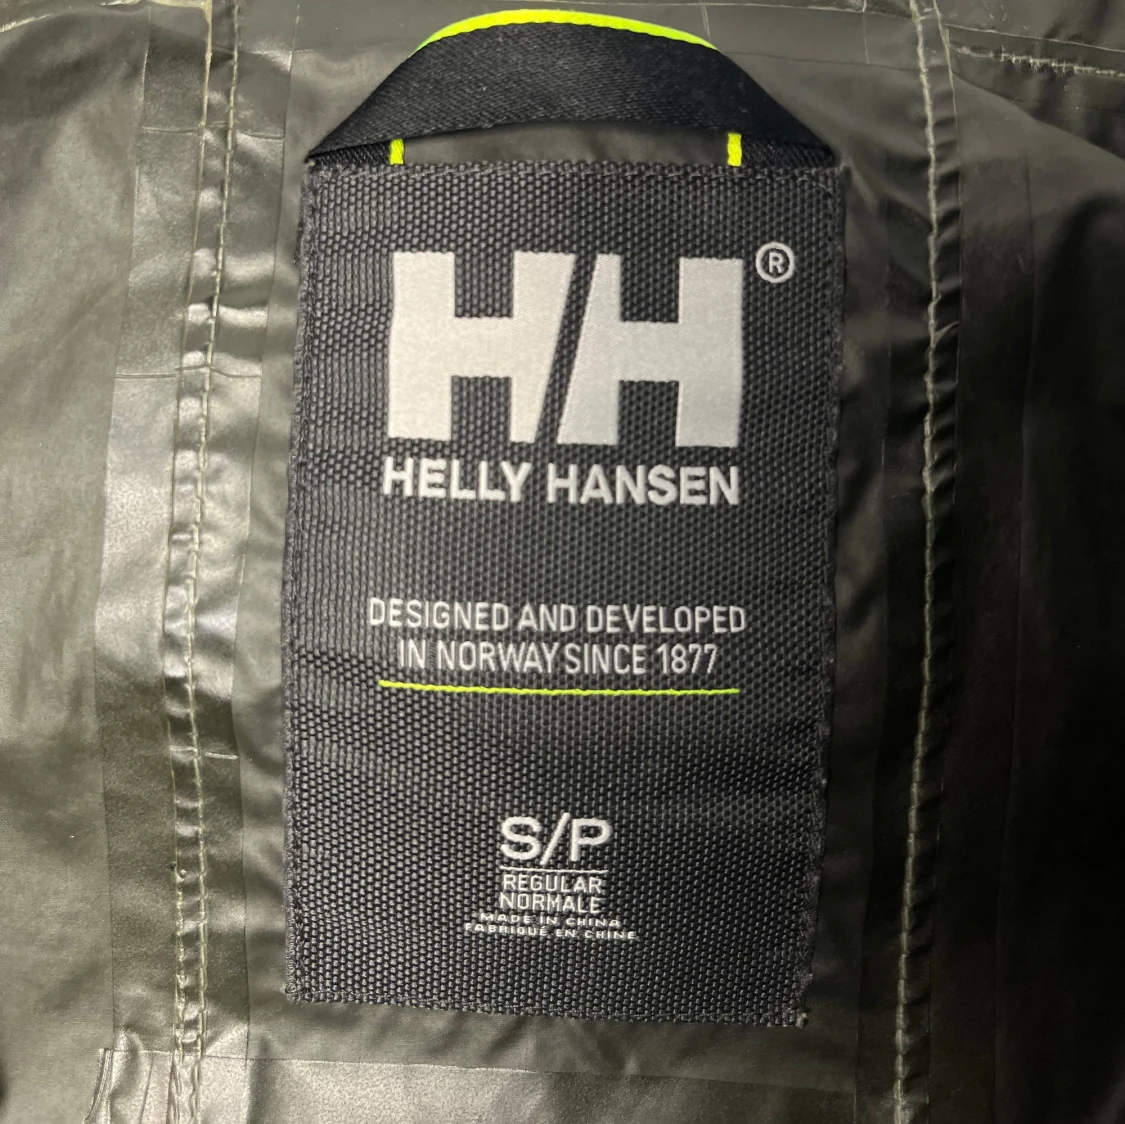 HH®
HELLY HANSEN
DESIGNED AND DEVELOPED
IN NORWAY SINCE 1877
S/P
REGULAR
NORMALE
MADE IN CHINA
FABRIQUÉ EN CHINE